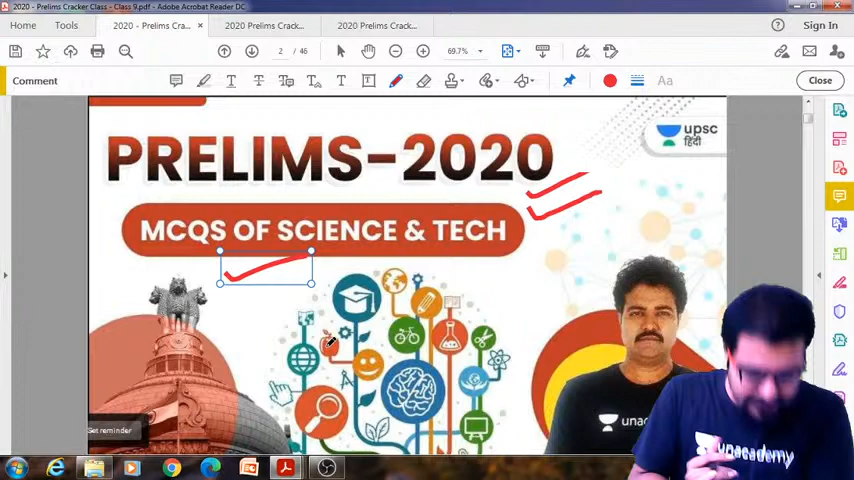 2020 - Prelims Cracker Class - Class 9.pdf - Adobe Acrobat Reader DC
Home Tools 2020 - Prelims Cra... × 2020 - Prelims Crack... 2020 - Prelims Crack... Sign In
2 / 46 69.7%
Comment Aa Close
PRELIMS-2020
upsc
हिंदी
MCQS OF SCIENCE & TECH
Set reminder
una
unacademy